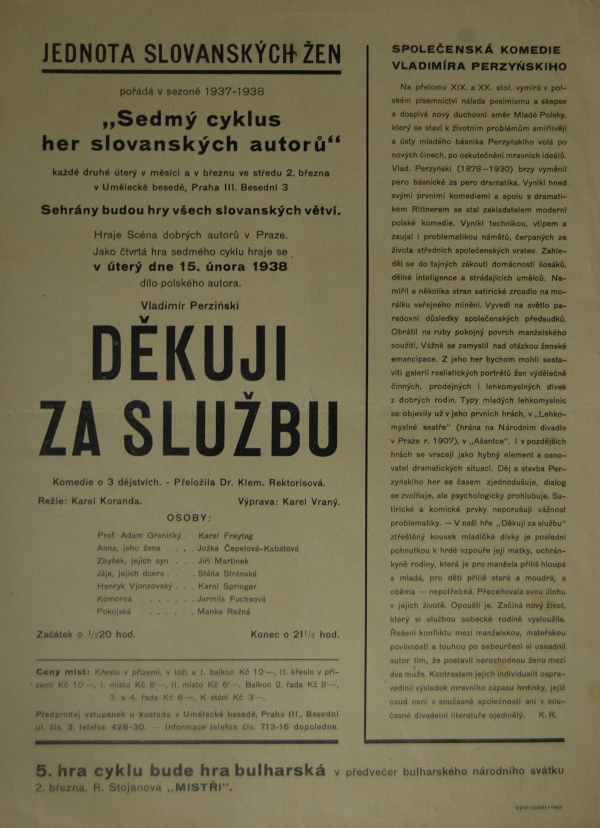 JEDNOTA SLOVANSKÝCH ŽEN
pořádá v sezoně 1937-1938
„Sedmý cyklus
her slovanských autorů“
každé druhé úterý v měsíci a v březnu ve středu 2. března
v Umělecké besedě, Praha III. Besední 3
Sehrány budou hry všech slovanských větví.
Hraje Scéna dobrých autorů v Praze.
Jako čtvrtá hra sedmého cyklu hraje se
v úterý dne 15. února 1938
dílo polského autora.
Vladimír Perziński
DĚKUJI
ZA SLUŽBU
Komedie o 3 dějstvích. - Přeložila Dr. Klem. Rektorisová.
Režie: Karel Koranda. Výprava: Karel Vraný.
OSOBY:
Prof. Adam Granický . . Karel Freytag
Anna, jeho žena . . . . Jožka Čepelová-Kabátová
Zbyšek, jejich syn . . . Jiří Martinek
Jája, jejich dcera . . . . Stáňa Stránská
Henryk Vjonzovský . . . Karel Springer
Komorná . . . . . . Jarmila Fuchsová
Pokojská . . . . . . Manka Režná
Začátek o 1/2 20 hod. Konec o 21 1/2 hod.
Ceny míst: Křeslo v přízemí, v loži a I. balkon Kč 12—, II. křeslo v pří-
zemí Kč 10—, I. místo Kč 8—, II. místo Kč 6—, Balkon 2. řada Kč 8—,
3. a 4. řada Kč 6—. K stání Kč 3—.
Předprodej vstupenek u kustoda v Umělecké besedě, Praha III., Besední
ul. čís. 3. telefon 428-30. — Informace telefon čís. 713-16 dopoledne.
SPOLEČENSKÁ KOMEDIE
VLADIMÍRA PERZYŃSKIHO
Na přelomu XIX. a XX. stol. vymírá v pol-
ském písemnictví nálada pesimismu a skepse
a dospívá nový duchovní směr Mladé Polsky,
který se staví k životním problémům smířlivěji
a ústy mladého básníka Perzyńskiho volá po
nových činech, po uskutečnění mravních ideálů.
Vlad. Perzyński (1878—1930) brzy vyměnil
pero básnické za pero dramatika. Vynikl hned
svými prvními komediemi a spolu s dramati-
kem Rittnerem se stal zakladatelem moderní
polské komedie. Vynikl technikou, vtipem a
zaujal i problematikou námětů, čerpaných ze
života středních společenských vrstev. Zahle-
děl se do tajných zákoutí domácností šosáků,
dělné inteligence a strádajících umělců. Na-
mířil s několika stran satirické zrcadlo na mo-
rálku veřejného mínění. Vyvedl na světlo pa-
radoxní důsledky společenských předsudků.
Obrátil na ruby pokojný povrch manželského
soužití. Vážně se zamyslil nad otázkou ženské
emancipace. Z jeho her bychom mohli sesta-
viti galerii realistických portrétů žen výdělečně
činných, prodejných i lehkomyslných dívek
z dobrých rodin. Typy mladých lehkomyslnic
se objevily už v jeho prvních hrách, v „Lehko-
myslné sestře“ (hrána na Národním divadle
v Praze r. 1907), v „Ašantce“. I v pozdějších
hrách se vracejí jako hybný element a osno-
vatel dramatických situací. Děj a stavba Per-
zyńskiho her se časem zjednodušuje, dialog
se zvolňuje, ale psychologicky prohlubuje. Sa-
tirické a komické prvky neporušují vážnost
problematiky. — V naší hře „Děkuji za službu“
ztřeštěný kousek mladičké dívky je poslední
pohnutkou k hrdé vzpouře její matky, ochrán-
kyně rodiny, která je pro manžela příliš hloupá
a mladá, pro děti příliš stará a moudrá, a
oběma — nepotřebná. Přeceňovala svou úlohu
v jejich životě. Opouští je. Začíná nový život,
který si službou sobecké rodině vysloužila.
Řešení konfliktu mezi manželskou, mateřskou
povinností a touhou po sebeurčení si usnadnil
autor tím, že postavil nerozhodnou ženu mezi
dva muže. Kontrastem jejich individualit ospra-
vedlnil výsledek mravního zápasu hrdinky, jejíž
osud není v současné společnosti ani v sou-
časné divadelní literatuře ojedinělý. K. R.
5. hra cyklu bude hra bulharská v předvečer bulharského národního svátku
2. března. R. Stojanova „MISTŘI“.